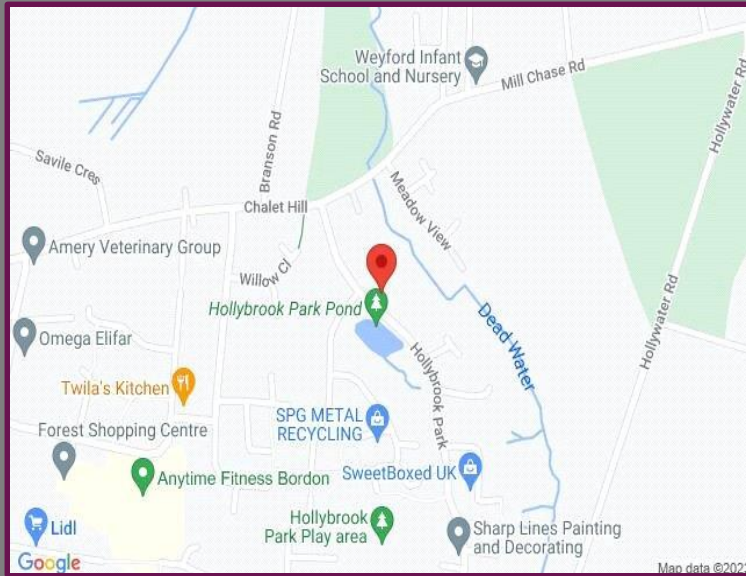 Weyford Infant
School and Nursery
Mill Chase Rd
Hollywater Rd
Branson Rd
Savile Cres
Chalet Hill
Meadow View
Amery Veterinary Group
Willow Cl
Hollybrook Park Pond
Dead Water
Omega Elifar
Hollybrook Park
Hollywater Rd
Twila's Kitchen
SPG METAL
RECYCLING
Forest Shopping Centre
SweetBoxed UK
Anytime Fitness Bordon
Lidl
Hollybrook
Park Play area
Sharp Lines Painting
and Decorating
Google
Map data ©2022